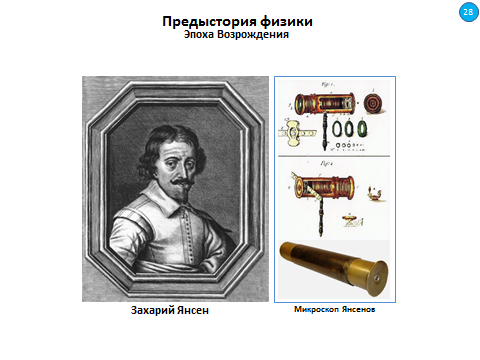 28
Предыстория физики
Эпоха Возрождения
Захарий Янсен
Микроскоп Янсенов